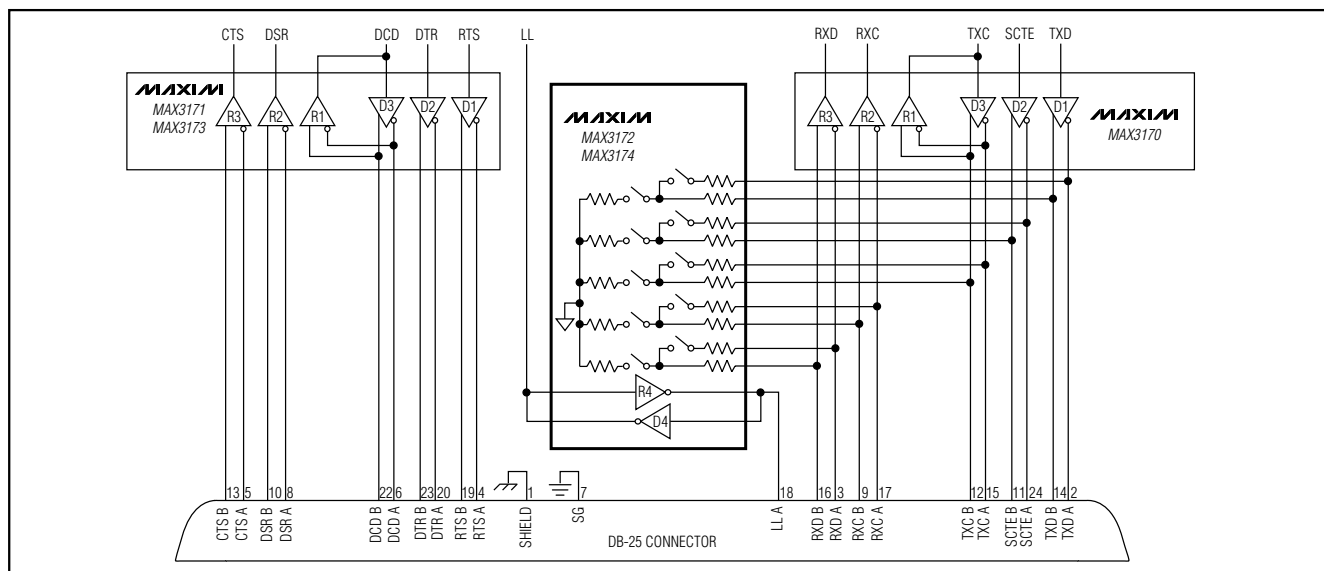 CTS DSR DCD DTR RTS LL RXD RXC TXC SCTE TXD
MAXIM
MAX3171
MAX3173
R3 R2 R1 D3 D2 D1
MAXIM
MAX3172
MAX3174
R3 R2 R1 D3 D2 D1
MAXIM
MAX3170
R4
D4
13 5 10 8 22 6 23 20 19 4 1 7 18 16 3 9 17 12 15 11 24 14 2
CTS B
CTS A
DSR B
DSR A
DCD B
DCD A
DTR B
DTR A
RTS B
RTS A
SHIELD
SG
LL A
RXD B
RXD A
RXC B
RXC A
TXC B
TXC A
SCTE B
SCTE A
TXD B
TXD A
DB-25 CONNECTOR